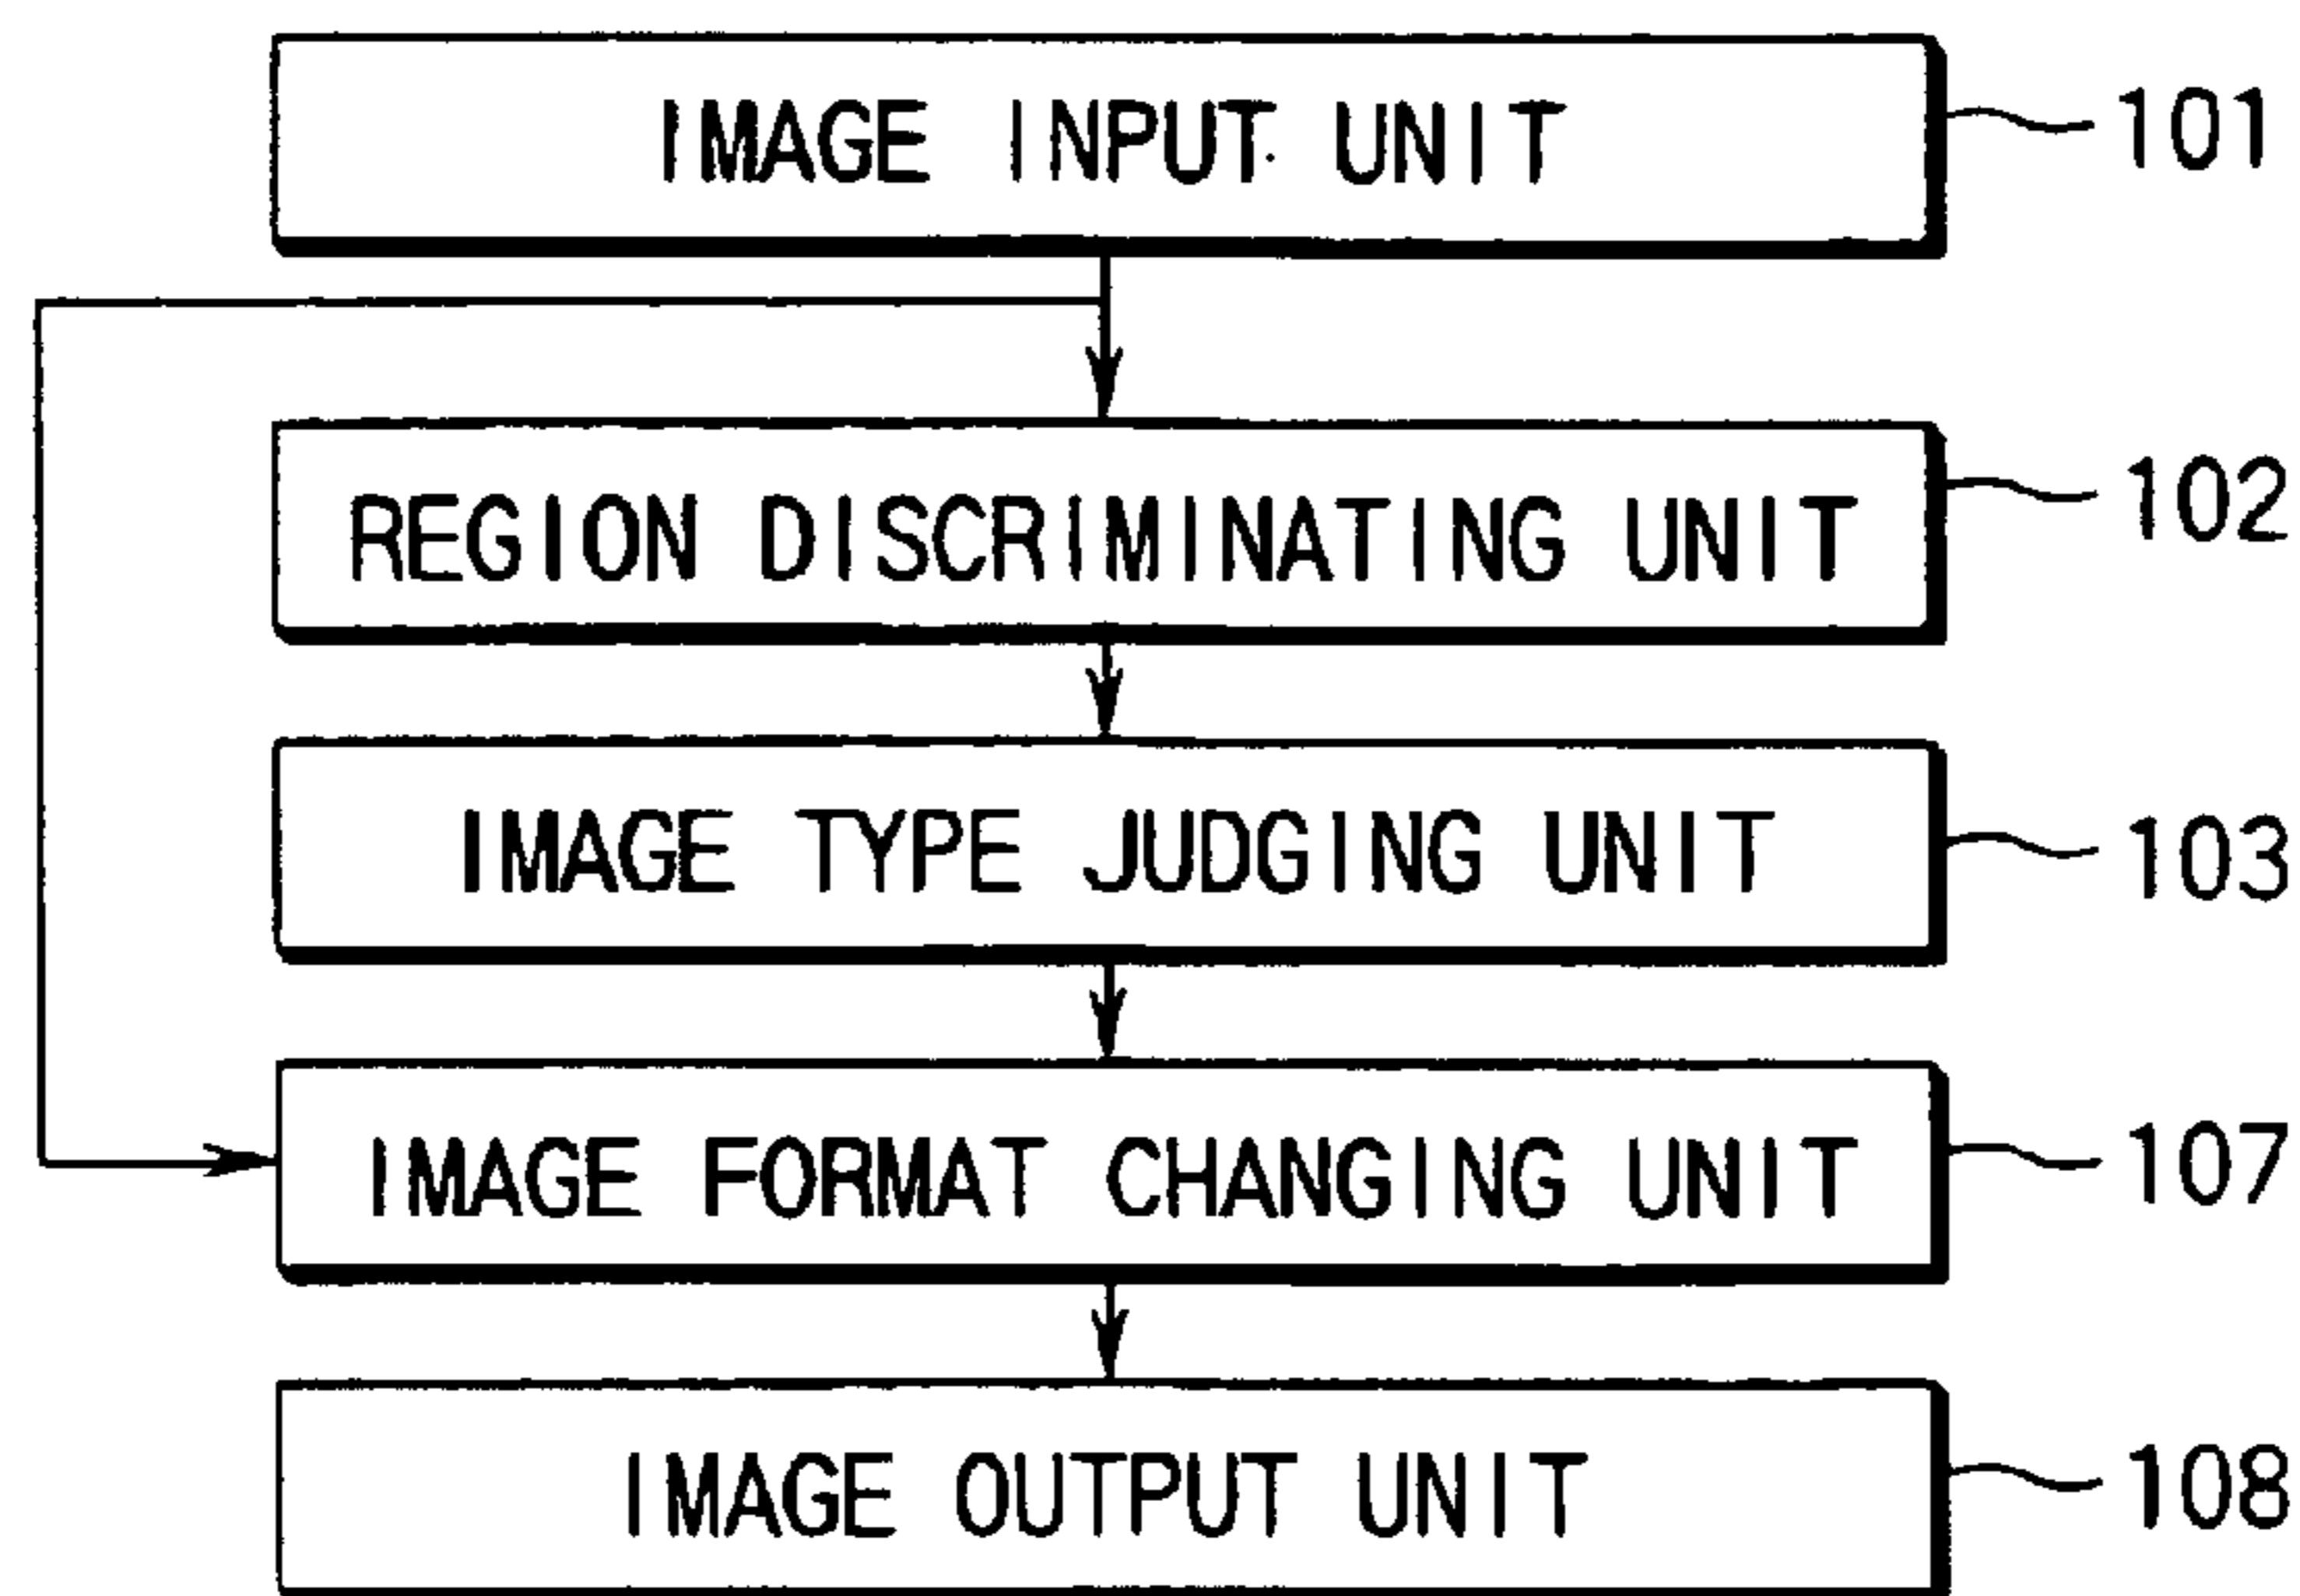 IMAGE INPUT UNIT 101
REGION DISCRIMINATING UNIT 102
IMAGE TYPE JUDGING UNIT 103
IMAGE FORMAT CHANGING UNIT 107
IMAGE OUTPUT UNIT 108